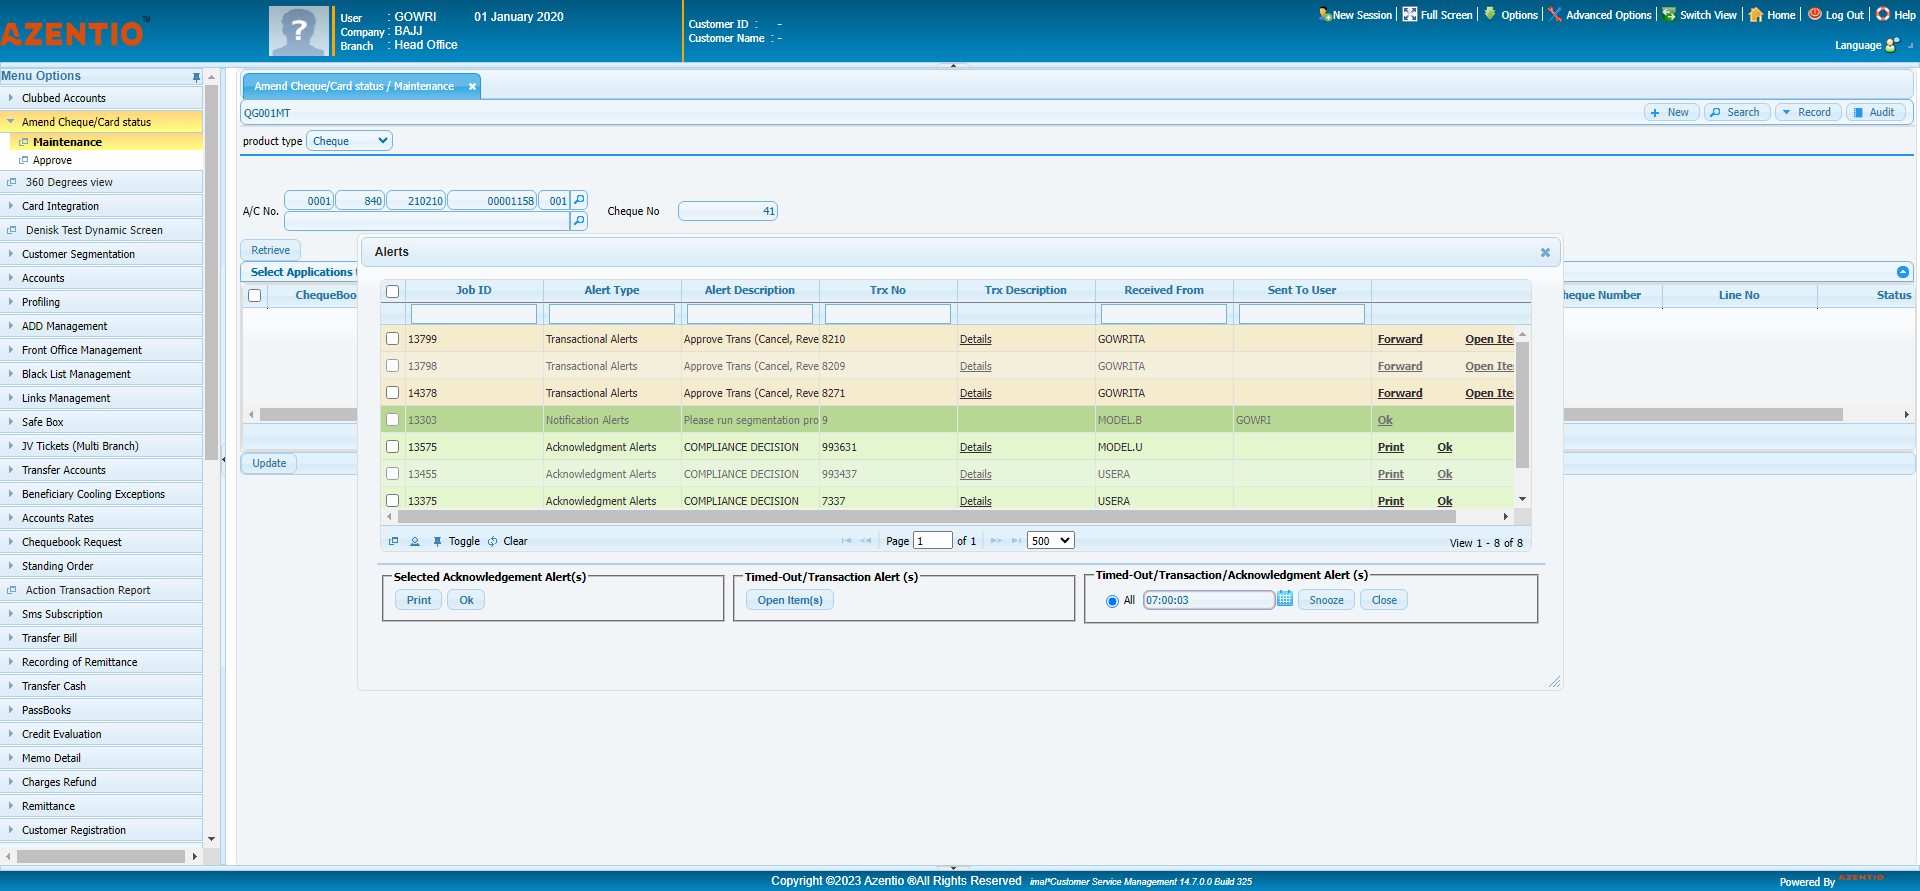 AZENTIO™
User : GOWRI 01 January 2020
Company : BAJJ
Branch : Head Office
Customer ID : -
Customer Name : -
New Session Full Screen Options Advanced Options Switch View Home Log Out Help
Language
Menu Options
Clubbed Accounts
Amend Cheque/Card status
Maintenance
Approve
360 Degrees view
Card Integration
Denisk Test Dynamic Screen
Customer Segmentation
Accounts
Profiling
ADD Management
Front Office Management
Black List Management
Links Management
Safe Box
JV Tickets (Multi Branch)
Transfer Accounts
Beneficiary Cooling Exceptions
Accounts Rates
Chequebook Request
Standing Order
Action Transaction Report
Sms Subscription
Transfer Bill
Recording of Remittance
Transfer Cash
PassBooks
Credit Evaluation
Memo Detail
Charges Refund
Remittance
Customer Registration
Amend Cheque/Card status / Maintenance
QG001MT
New Search Record Audit
product type Cheque
A/C No. 0001 840 210210 00001158 001
Cheque No 41
Retrieve
Select Applications
ChequeBoo
heque Number Line No Status
Update
Alerts
Job ID Alert Type Alert Description Trx No Trx Description Received From Sent To User
13799 Transactional Alerts Approve Trans (Cancel, Reve 8210 Details GOWRITA Forward Open Ite
13798 Transactional Alerts Approve Trans (Cancel, Reve 8209 Details GOWRITA Forward Open Ite
14378 Transactional Alerts Approve Trans (Cancel, Reve 8271 Details GOWRITA Forward Open Ite
13303 Notification Alerts Please run segmentation pro 9 MODEL.B GOWRI Ok
13575 Acknowledgment Alerts COMPLIANCE DECISION 993631 Details MODEL.U Print Ok
13455 Acknowledgment Alerts COMPLIANCE DECISION 993437 Details USERA Print Ok
13375 Acknowledgment Alerts COMPLIANCE DECISION 7337 Details USERA Print Ok
Toggle Clear Page 1 of 1 500 View 1 - 8 of 8
Selected Acknowledgement Alert(s)
Print Ok
Timed-Out/Transaction Alert (s)
Open Item(s)
Timed-Out/Transaction/Acknowledgment Alert (s)
All 07:00:03 Snooze Close
Copyright ©2023 Azentio ®All Rights Reserved imal*Customer Service Management 14.7.0.0 Build 325
Powered By AZENTIO